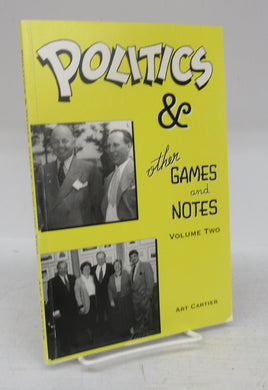 POLITICS
&
other
GAMES
and
NOTES
VOLUME TWO
ART CARTIER